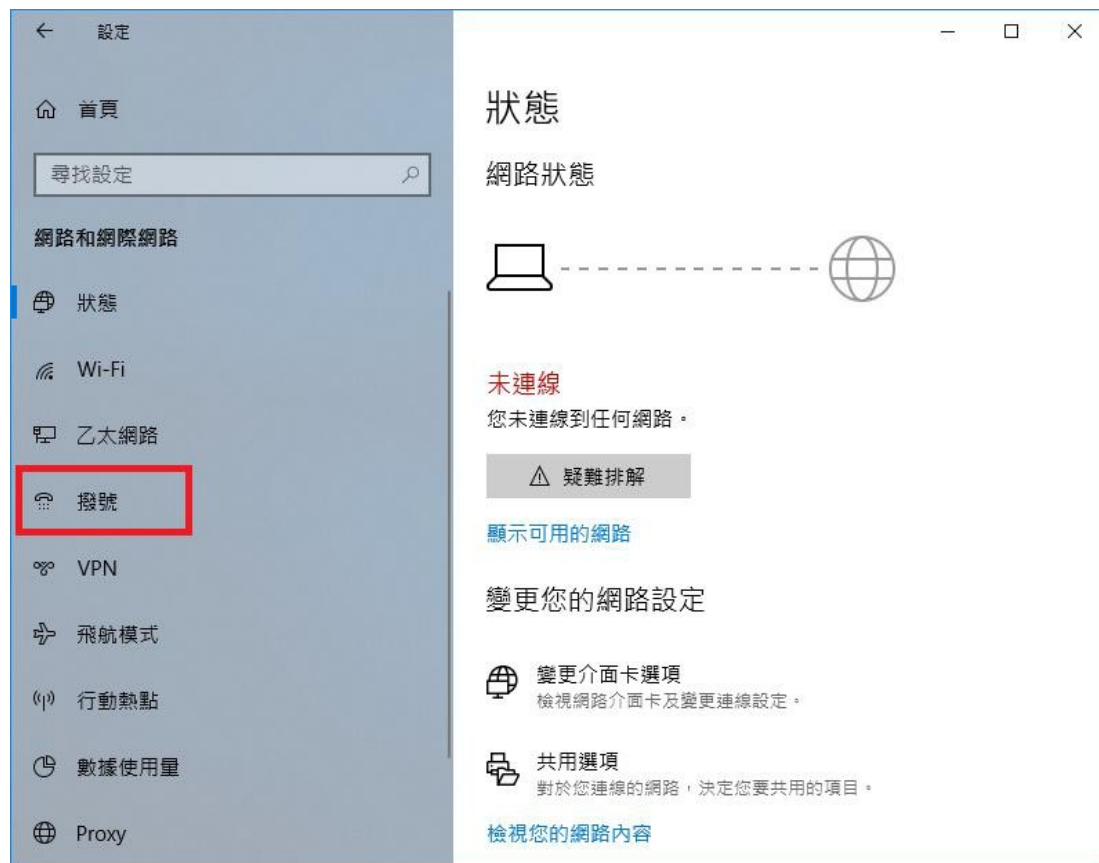 設定
首頁
尋找設定
網路和網際網路
狀態
Wi-Fi
乙太網路
撥號
VPN
飛航模式
行動熱點
數據使用量
Proxy
狀態
網路狀態
未連線
您未連線到任何網路。
疑難排解
顯示可用的網路
變更您的網路設定
變更介面卡選項
檢視網路介面卡及變更連線設定。
共用選項
對於您連線的網路，決定您要共用的項目。
檢視您的網路內容